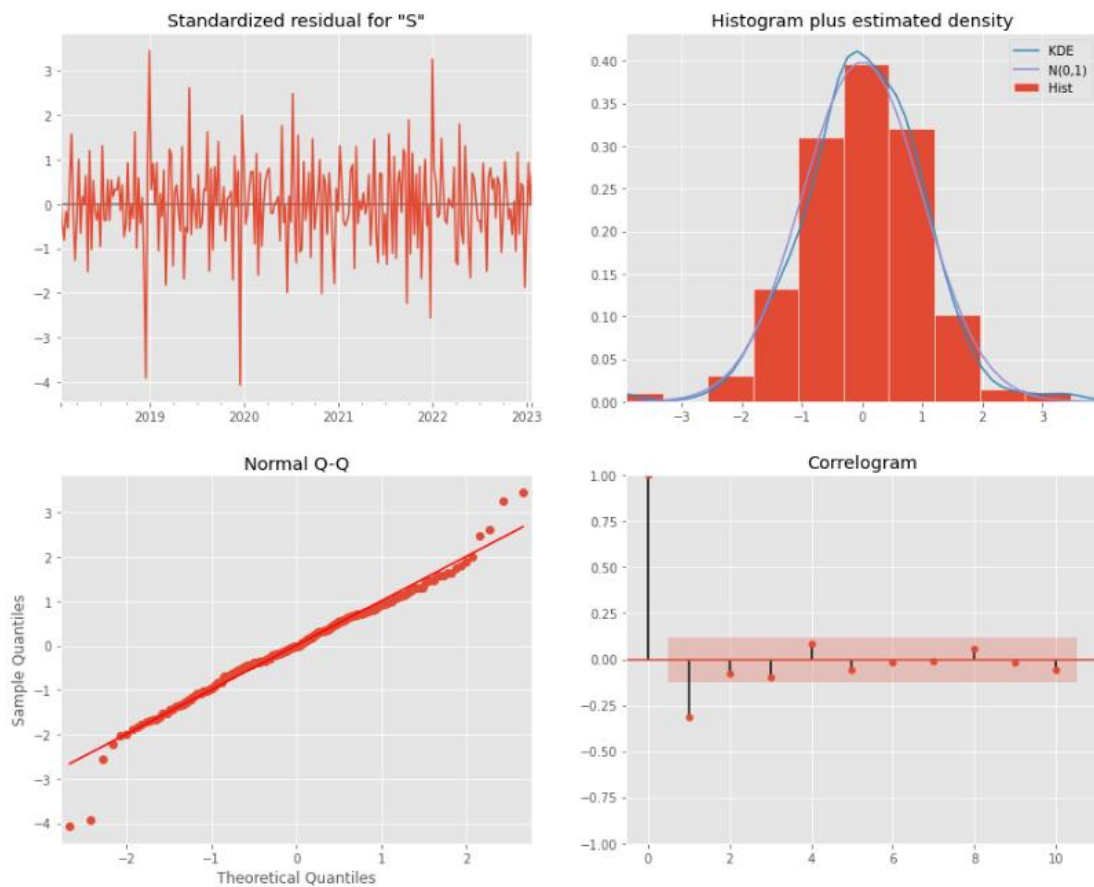 Standardized residual for "S"
3
2
1
0
−1
−2
−3
−4
2019 2020 2021 2022 2023
Histogram plus estimated density
KDE
N(0,1)
Hist
0.40
0.35
0.30
0.25
0.20
0.15
0.10
0.05
0.00
−3 −2 −1 0 1 2 3
Normal Q-Q
Sample Quantiles
3
2
1
0
−1
−2
−3
−4
−2 −1 0 1 2
Theoretical Quantiles
Correlogram
1.00
0.75
0.50
0.25
0.00
−0.25
−0.50
−0.75
−1.00
0 2 4 6 8 10